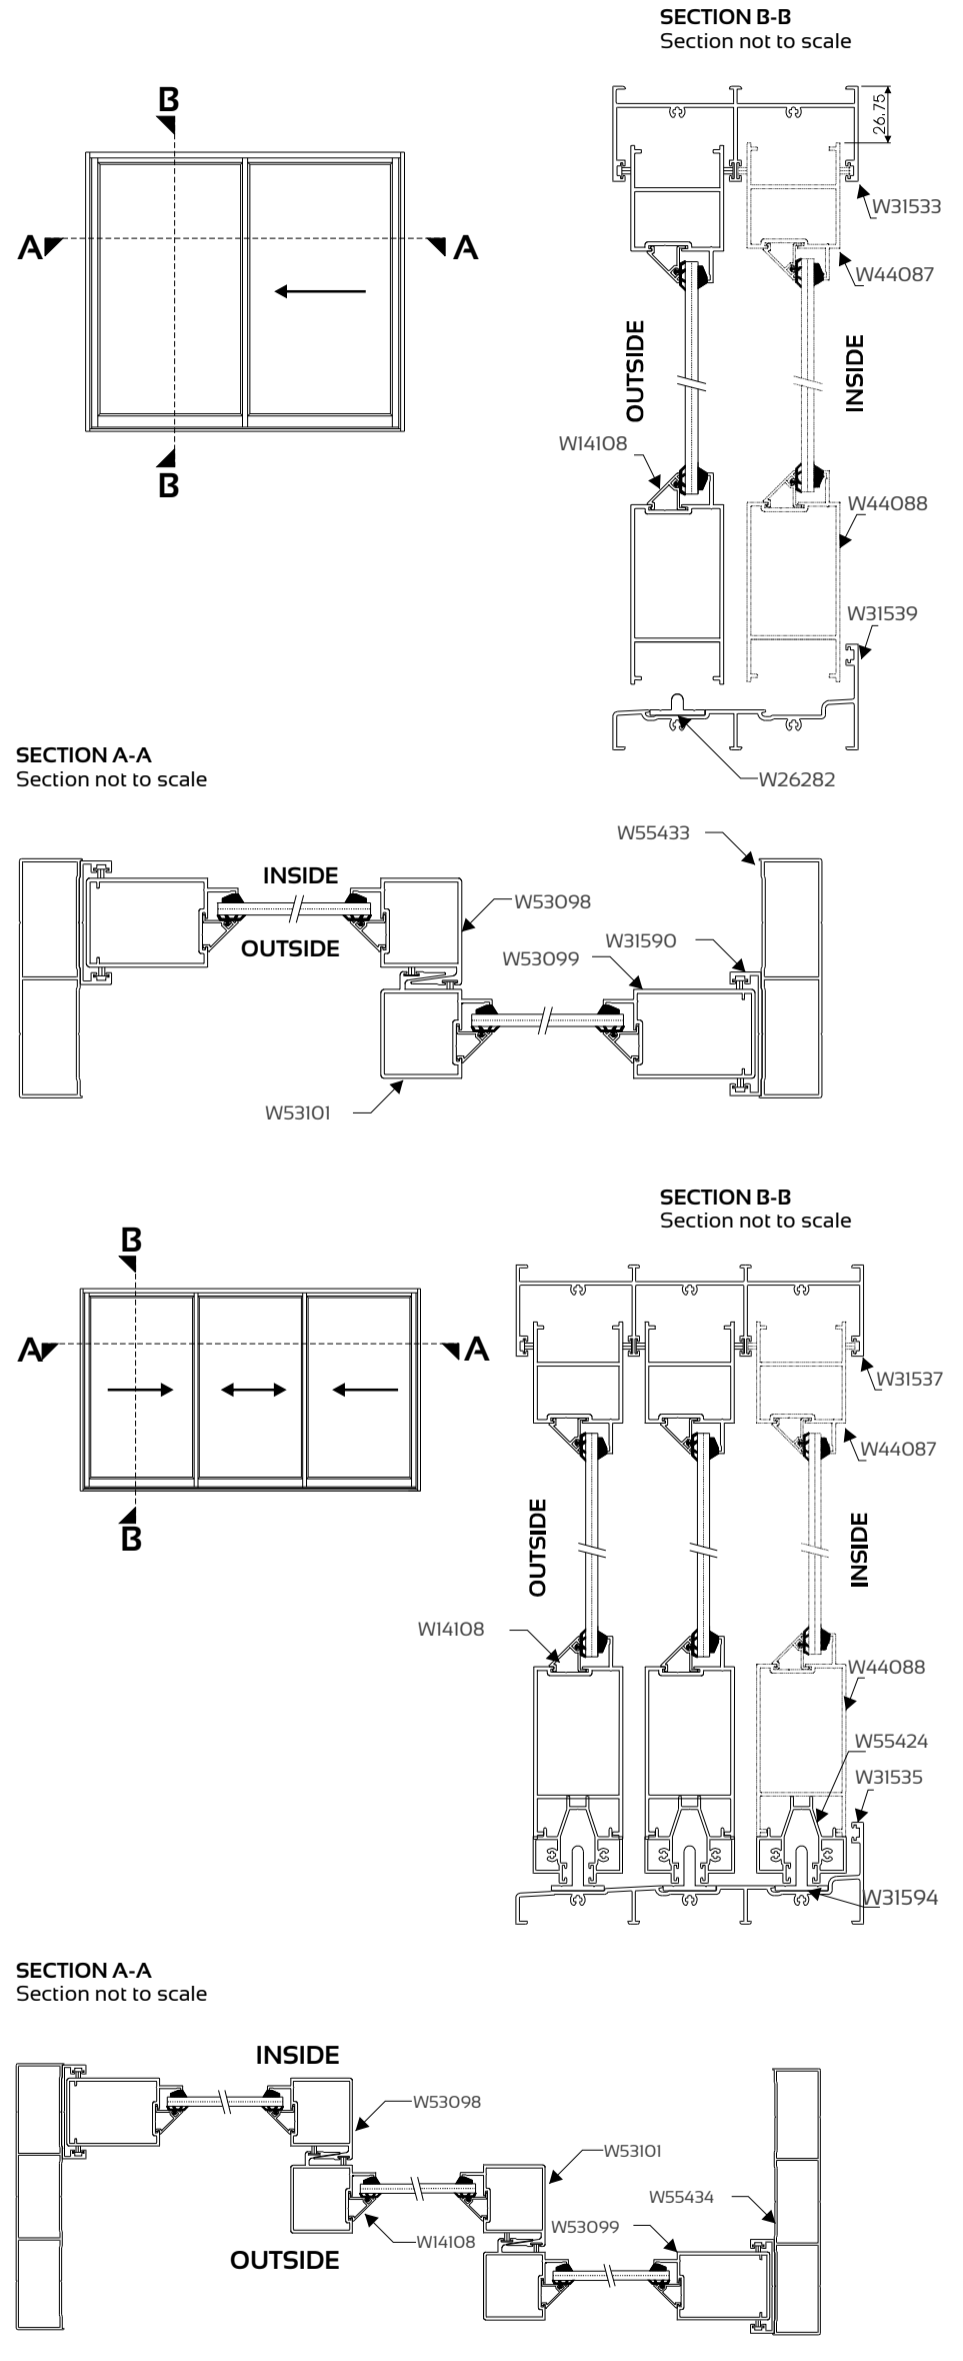 SECTION B-B
Section not to scale
B
A
A
B
26.75
W31533
W44087
OUTSIDE
INSIDE
W14108
W44088
W31539
W26282
SECTION A-A
Section not to scale
W55433
INSIDE
OUTSIDE
W53098
W31590
W53099
W53101
SECTION B-B
Section not to scale
B
A
A
B
W31537
W44087
OUTSIDE
INSIDE
W14108
W44088
W55424
W31535
W31594
SECTION A-A
Section not to scale
INSIDE
W53098
W53101
W55434
W53099
W14108
OUTSIDE